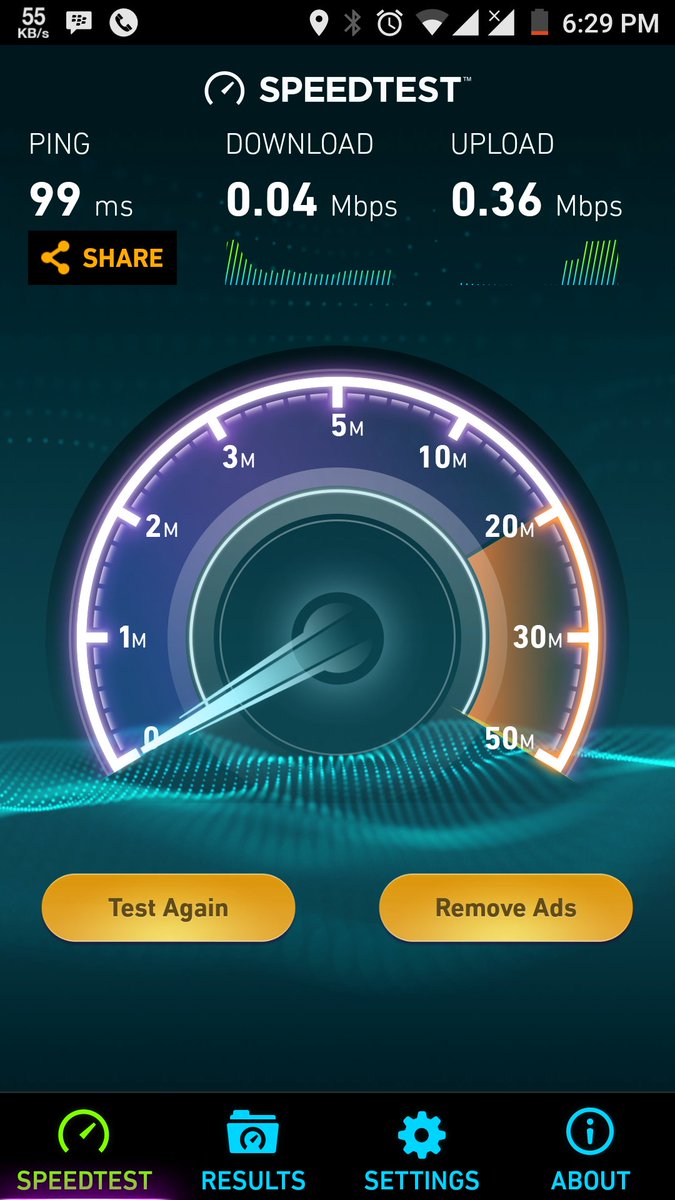 55
KB/s
6:29 PM
SPEEDTEST™
PING DOWNLOAD UPLOAD
99 ms 0.04 Mbps 0.36 Mbps
SHARE
5M
3M 10M
2M 20M
1M 30M
0 50M
Test Again Remove Ads
SPEEDTEST RESULTS SETTINGS ABOUT